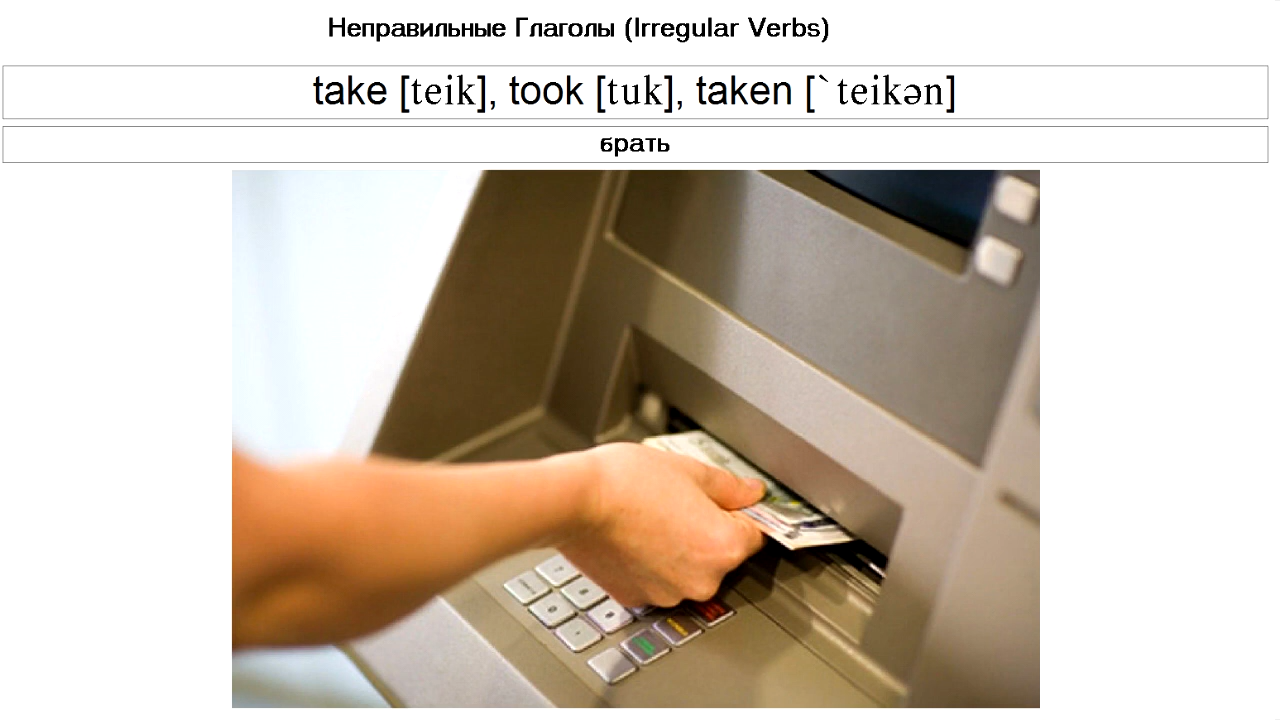 Неправильные Глаголы (Irregular Verbs)
take [teik], took [tuk], taken [`teikən]
брать